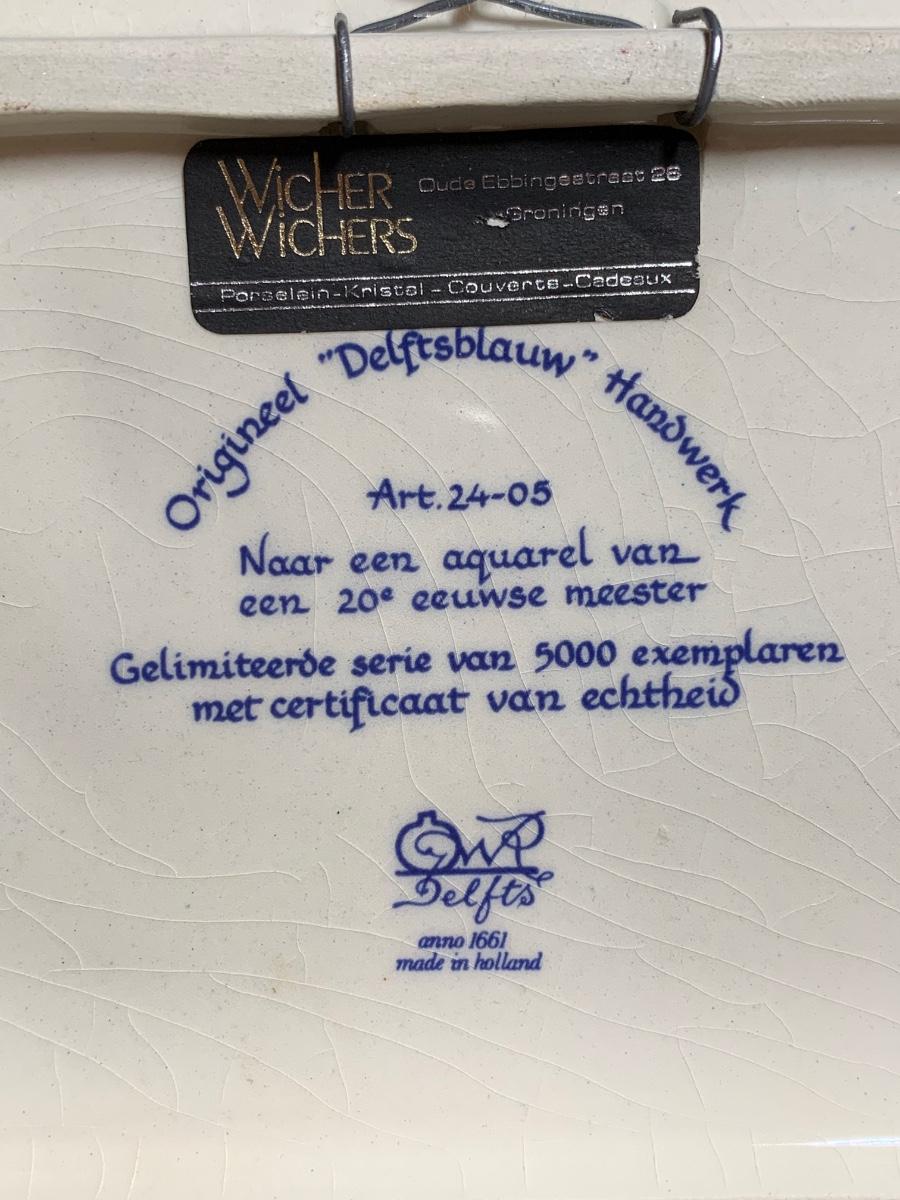 WICHER
WICHERS
Oude Ebbingestraat 26
Groningen
Porselein-Kristal-Couverts-Cadeaux
Origineel "Delftsblauw" Handwerk
Art. 24-05
Naar een aquarel van
een 20e eeuwse meester
Gelimiteerde serie van 5000 exemplaren
met certificaat van echtheid
Delfts
anno 1661
made in holland